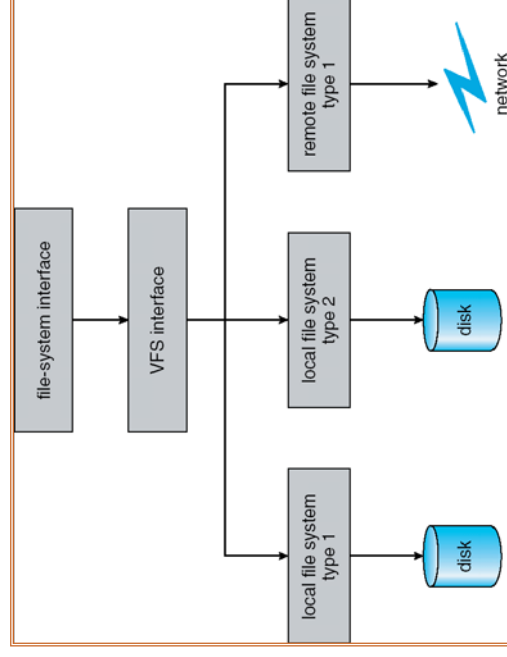 file-system interface
VFS interface
local file system
type 1
local file system
type 2
remote file system
type 1
disk
disk
network